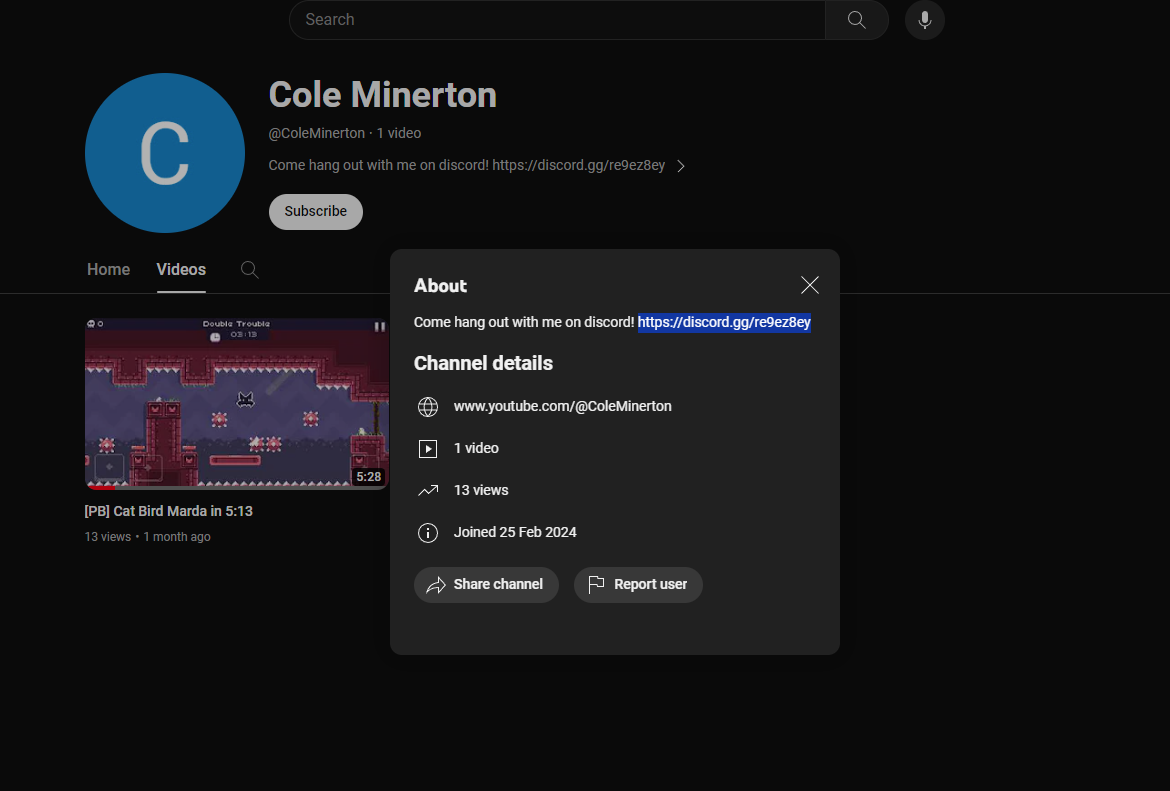 Search
C
Cole Minerton
@ColeMinerton · 1 video
Come hang out with me on discord! https://discord.gg/re9ez8ey
Subscribe
Home Videos
About
Come hang out with me on discord! https://discord.gg/re9ez8ey
Channel details
www.youtube.com/@ColeMinerton
1 video
13 views
Joined 25 Feb 2024
Share channel Report user
0 Double Trouble
03:13
5:28
[PB] Cat Bird Marda in 5:13
13 views • 1 month ago